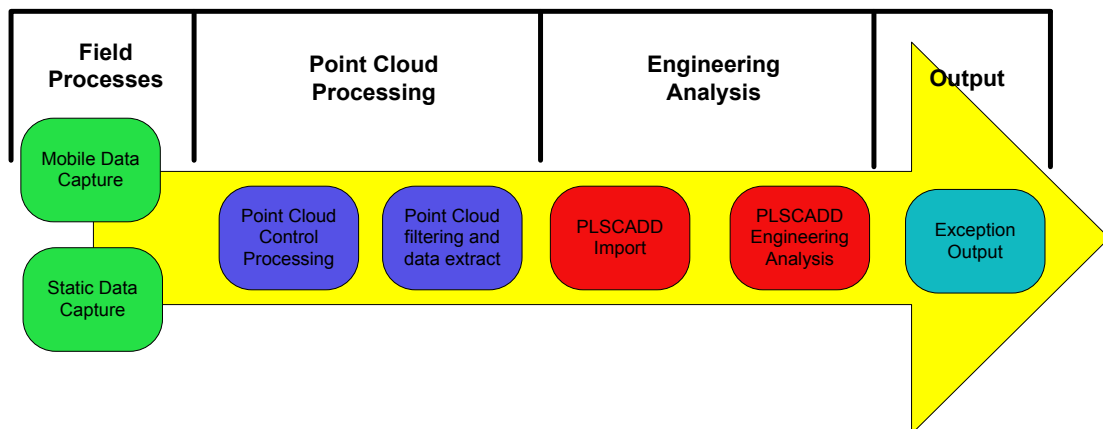 Field
Processes
Point Cloud
Processing
Engineering
Analysis
Output
Mobile Data
Capture
Static Data
Capture
Point Cloud
Control
Processing
Point Cloud
filtering and
data extract
PLSCADD
Import
PLSCADD
Engineering
Analysis
Exception
Output